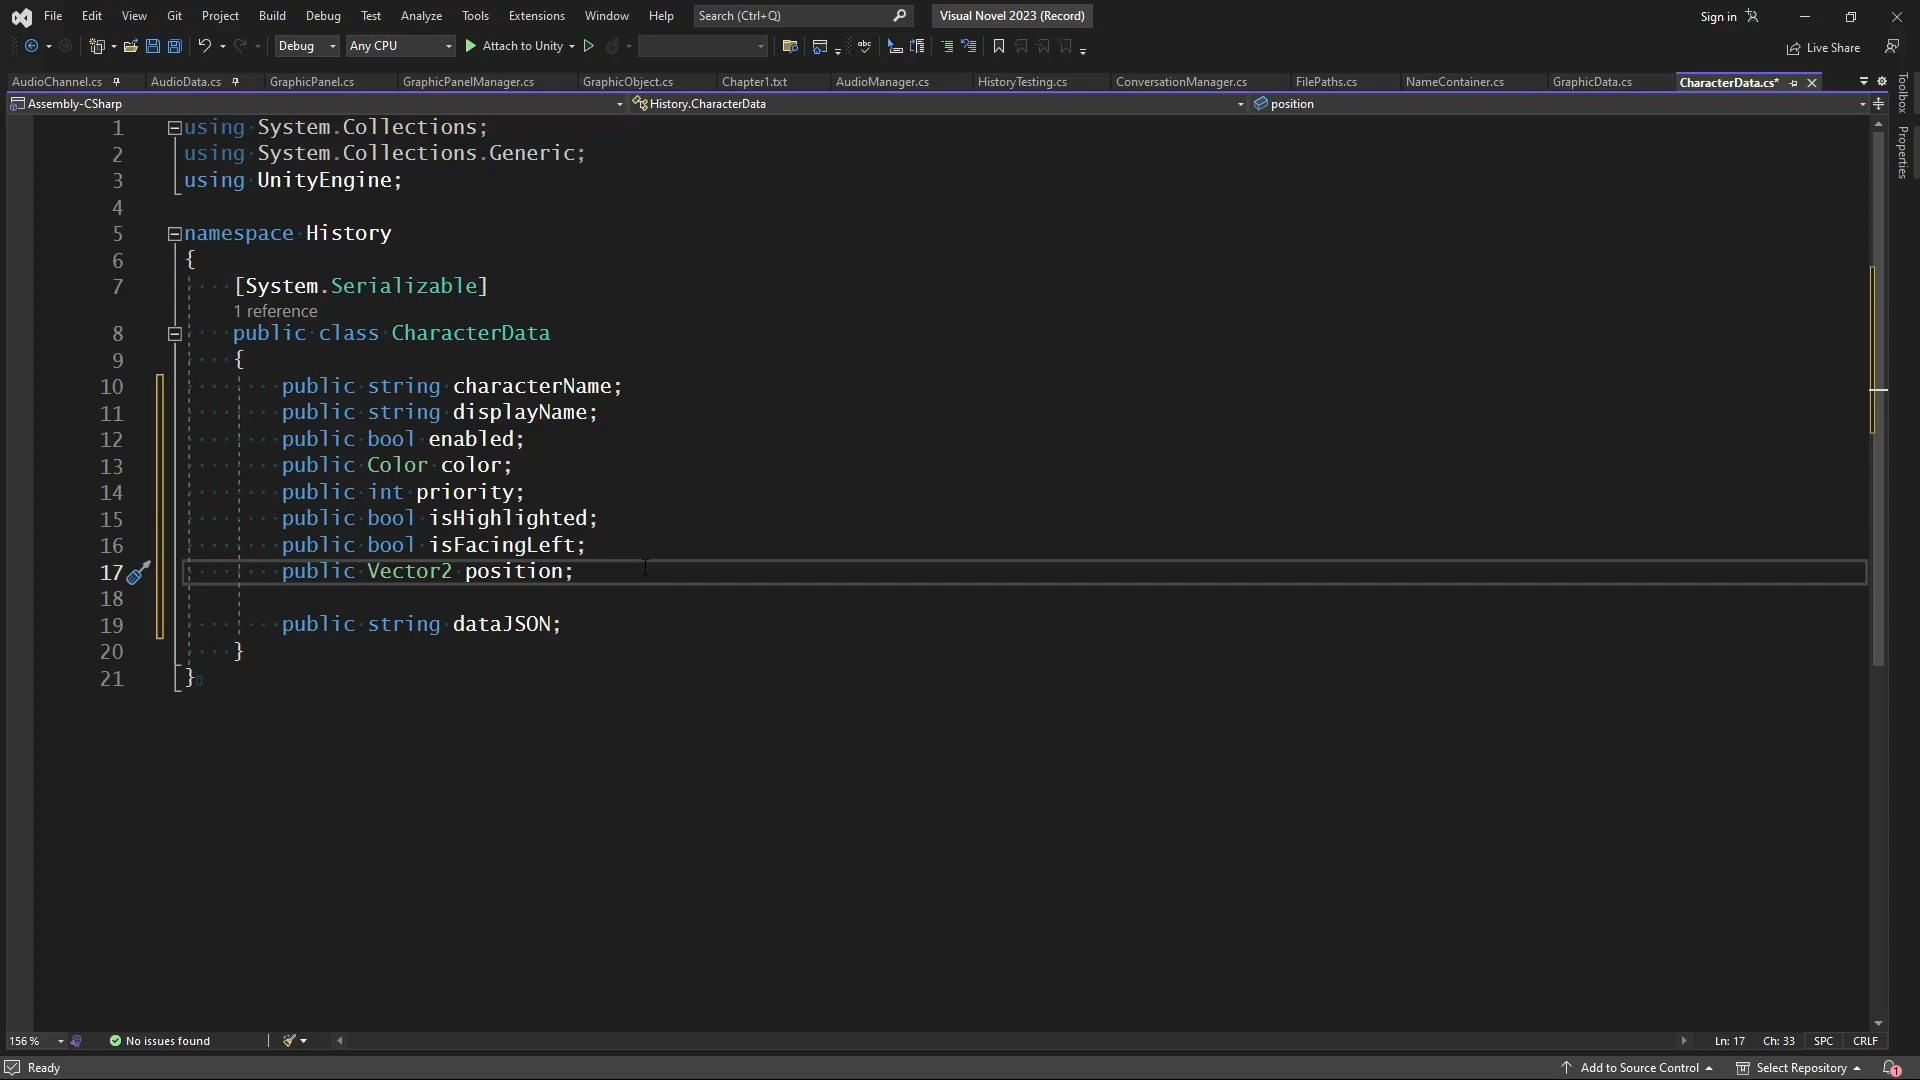 File Edit View Git Project Build Debug Test Analyze Tools Extensions Window Help Search (Ctrl+Q) Visual Novel 2023 (Record) Sign in
Debug Any CPU Attach to Unity Live Share
AudioChannel.cs AudioData.cs GraphicPanel.cs GraphicPanelManager.cs GraphicObject.cs Chapter1.txt AudioManager.cs HistoryTesting.cs ConversationManager.cs FilePaths.cs NameContainer.cs GraphicData.cs CharacterData.cs*
Toolbox
Properties
Assembly-CSharp History.CharacterData position
1 using System.Collections;
2 using System.Collections.Generic;
3 using UnityEngine;
4
5 namespace History
6 {
7 [System.Serializable]
1 reference
8 public class CharacterData
9 {
10 public string characterName;
11 public string displayName;
12 public bool enabled;
13 public Color color;
14 public int priority;
15 public bool isHighlighted;
16 public bool isFacingLeft;
17 public Vector2 position;
18
19 public string dataJSON;
20 }
21 }
156 % No issues found Ln: 17 Ch: 33 SPC CRLF
Ready Add to Source Control Select Repository 1